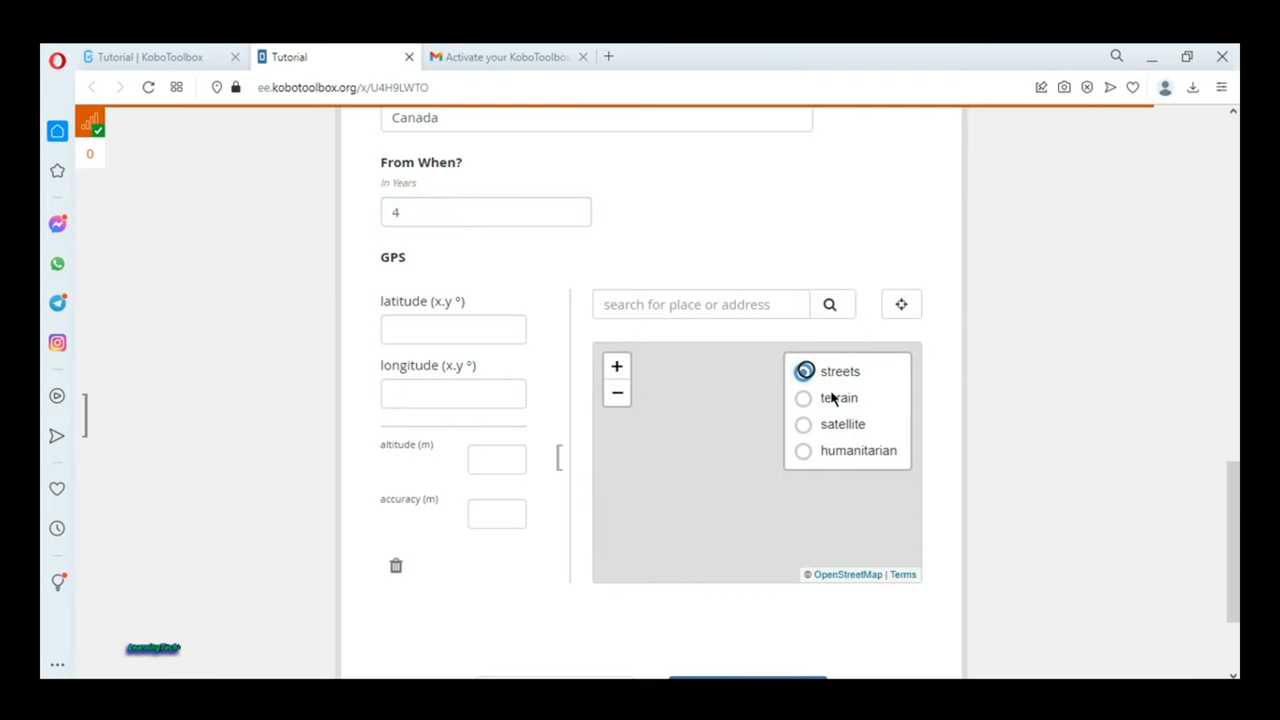 Tutorial | KoboToolbox
Tutorial
Activate your KoboToolbox
ee.kobotoolbox.org/x/U4H9LWTO
0
Canada
From When?
In Years
4
GPS
latitude (x.y °)
search for place or address
longitude (x.y °)
altitude (m)
accuracy (m)
+
−
streets
terrain
satellite
humanitarian
© OpenStreetMap | Terms
LearningTech